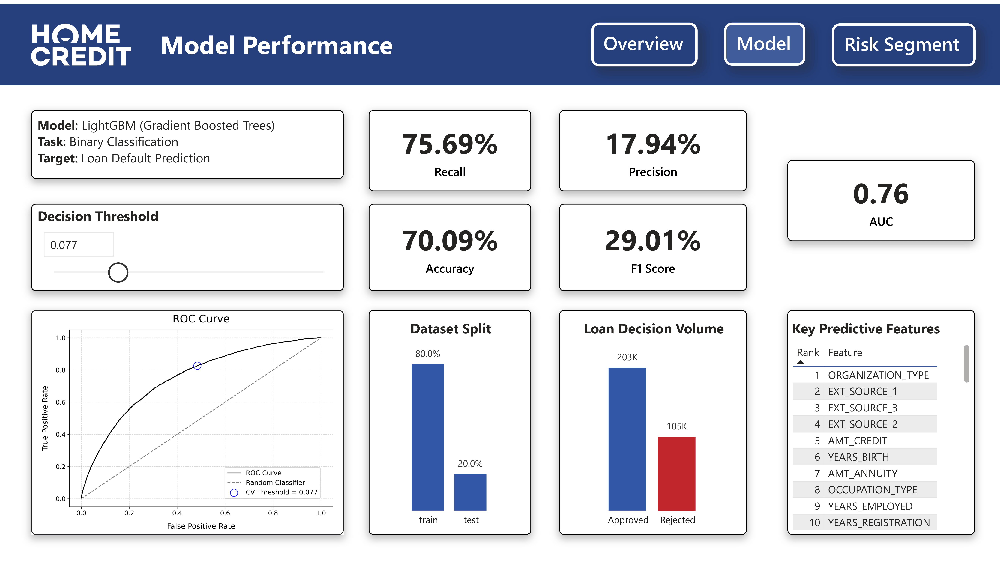 HOME
CREDIT
Model Performance
Overview
Model
Risk Segment
Model: LightGBM (Gradient Boosted Trees)
Task: Binary Classification
Target: Loan Default Prediction
75.69%
Recall
17.94%
Precision
0.76
AUC
Decision Threshold
0.077
70.09%
Accuracy
29.01%
F1 Score
ROC Curve
1.0
0.8
0.6
0.4
0.2
0.0
True Positive Rate
0.0 0.2 0.4 0.6 0.8 1.0
False Positive Rate
ROC Curve
Random Classifier
CV Threshold = 0.077
Dataset Split
80.0%
20.0%
train test
Loan Decision Volume
203K
105K
Approved Rejected
Key Predictive Features
Rank Feature
1 ORGANIZATION_TYPE
2 EXT_SOURCE_1
3 EXT_SOURCE_3
4 EXT_SOURCE_2
5 AMT_CREDIT
6 YEARS_BIRTH
7 AMT_ANNUITY
8 OCCUPATION_TYPE
9 YEARS_EMPLOYED
10 YEARS_REGISTRATION